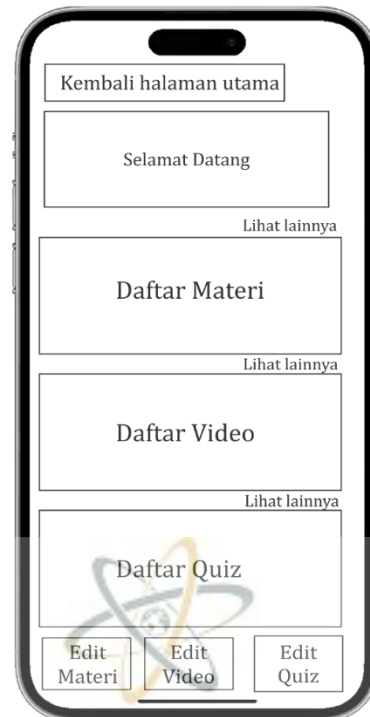 Kembali halaman utama
Selamat Datang
Lihat lainnya
Daftar Materi
Lihat lainnya
Daftar Video
Lihat lainnya
Daftar Quiz
Edit
Materi
Edit
Video
Edit
Quiz